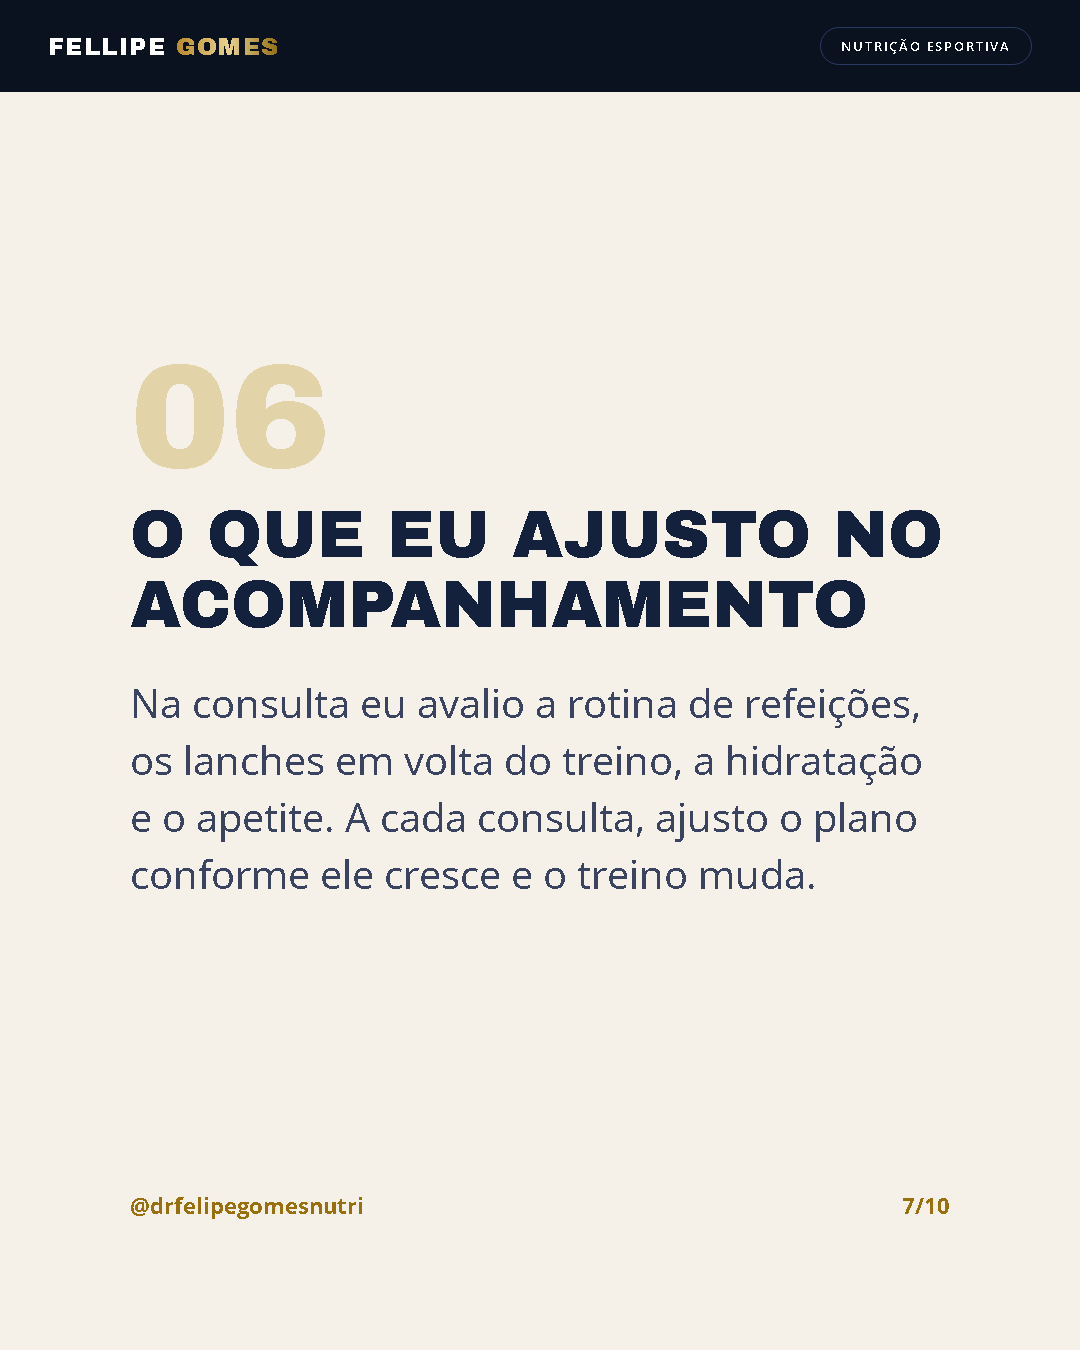 FELLIPE GOMES
NUTRIÇÃO ESPORTIVA
06
O QUE EU AJUSTO NO
ACOMPANHAMENTO
Na consulta eu avalio a rotina de refeições,
os lanches em volta do treino, a hidratação
e o apetite. A cada consulta, ajusto o plano
conforme ele cresce e o treino muda.
@drfelipegomesnutri
7/10